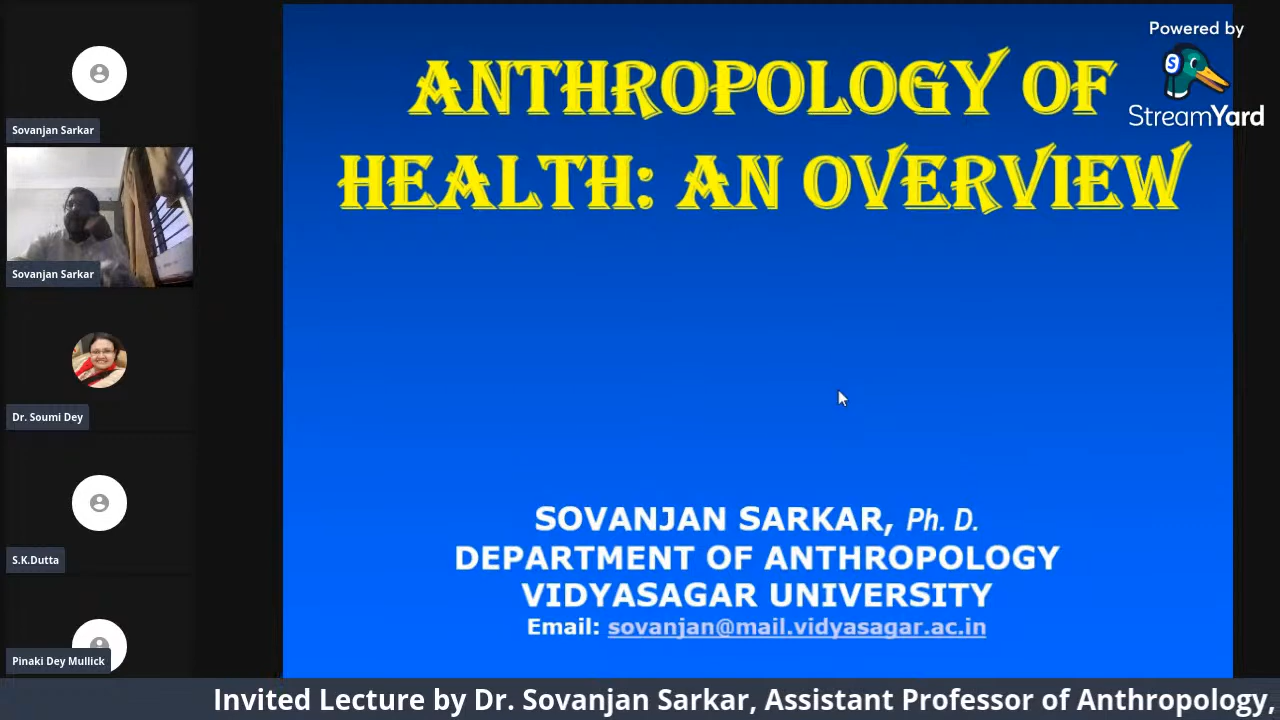 Sovanjan Sarkar
Sovanjan Sarkar
Dr. Soumi Dey
S.K.Dutta
Pinaki Dey Mullick
Powered by
S
StreamYard
ANTHROPOLOGY OF
HEALTH: AN OVERVIEW
SOVANJAN SARKAR, Ph. D.
DEPARTMENT OF ANTHROPOLOGY
VIDYASAGAR UNIVERSITY
Email: sovanjan@mail.vidyasagar.ac.in
Invited Lecture by Dr. Sovanjan Sarkar, Assistant Professor of Anthropology,